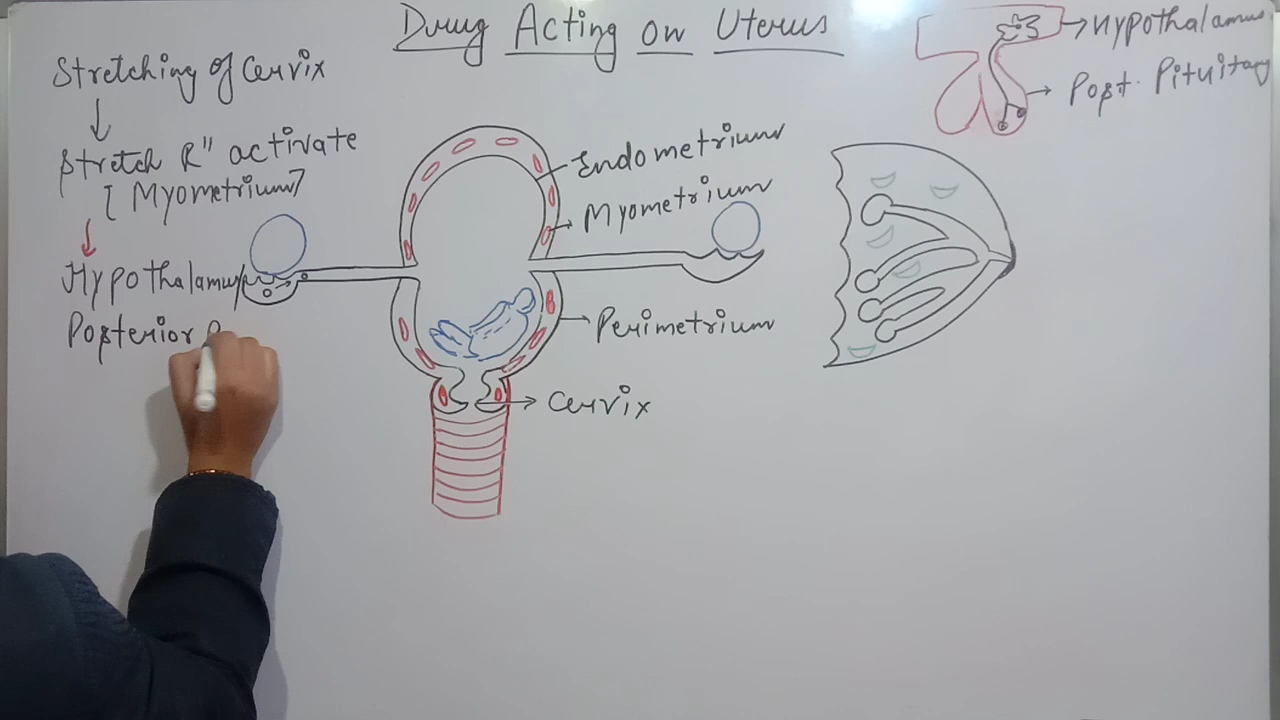 Drug Acting on Uterus
Stretching of Cervix
Stretch R" activate
[Myometrium]
Hypothalamus
Posterior P
Endometrium
Myometrium
Perimetrium
Cervix
Hypothalamus
Post. Pituitary